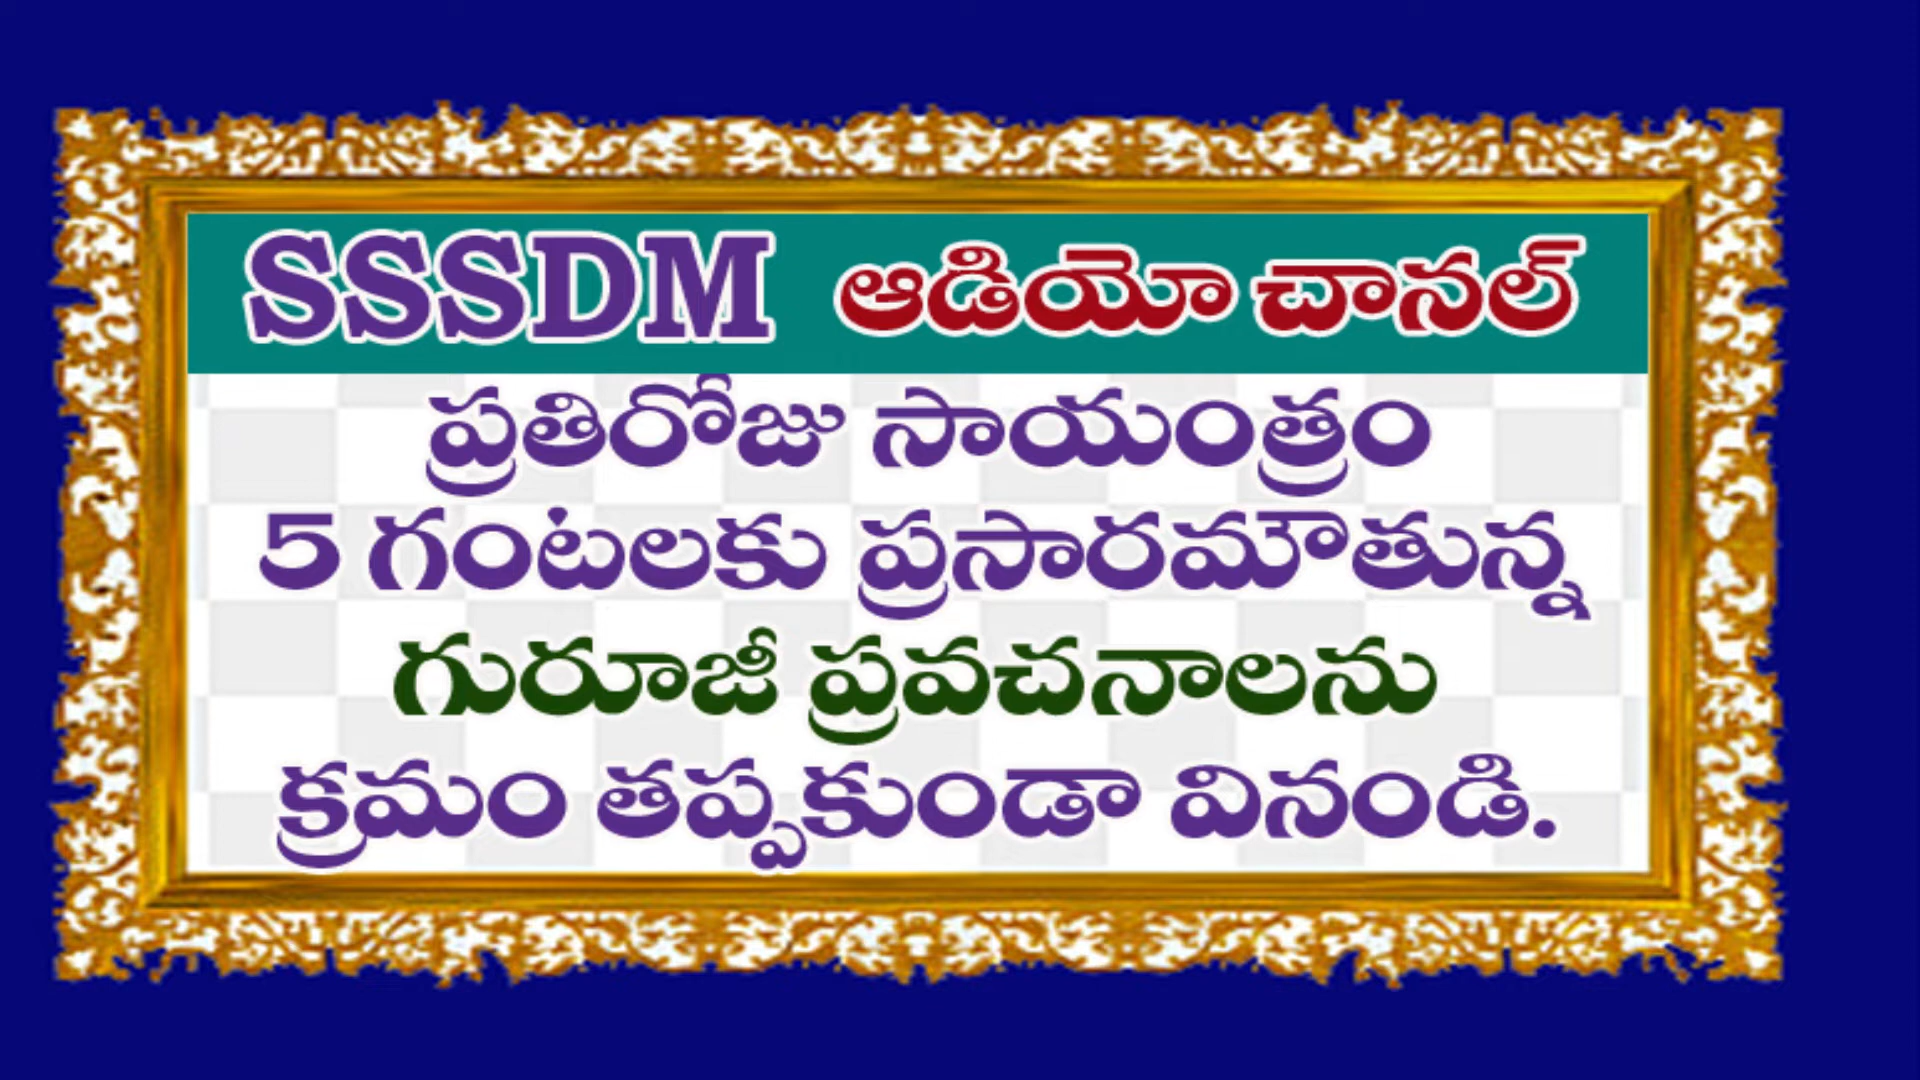 SSSDM ఆడియో చానల్
ప్రతిరోజు సాయంత్రం
5 గంటలకు ప్రసారమౌతున్న
గురూజీ ప్రవచనాలను
క్రమం తప్పకుండా వినండి.